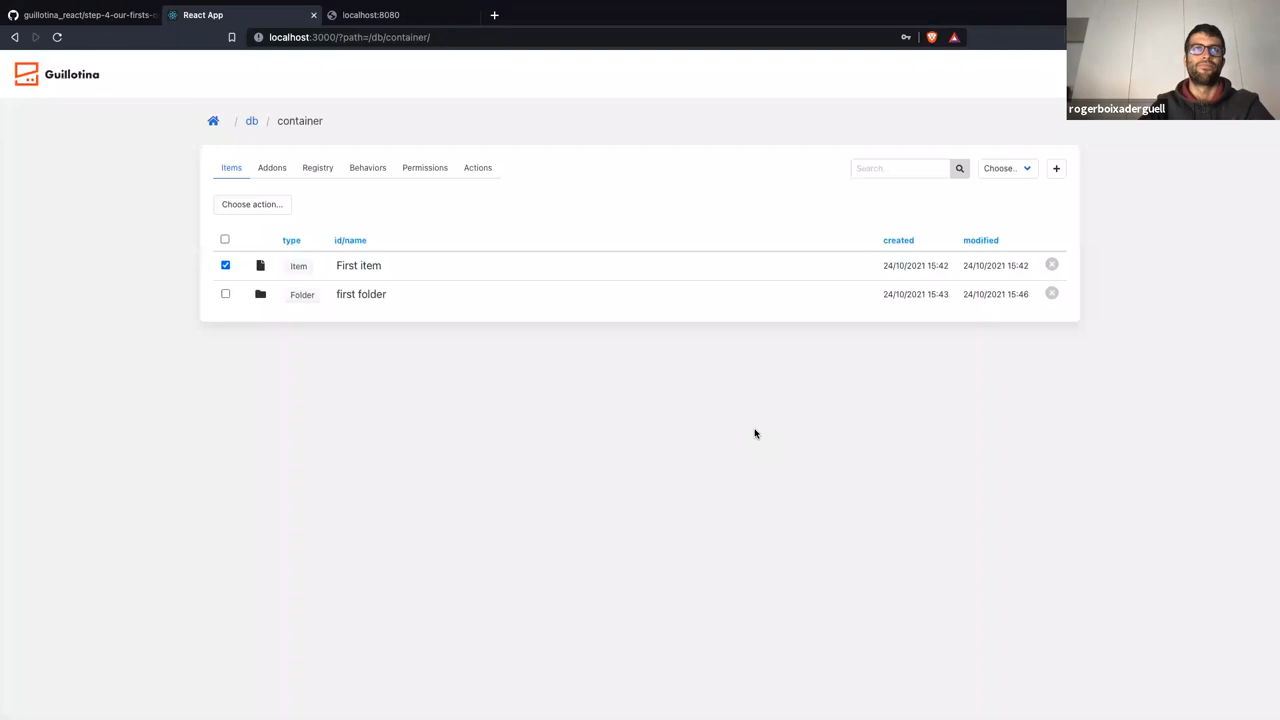 guillotina_react/step-4-our-firsts-
React App
localhost:8080
localhost:3000/?path=/db/container/
Guillotina
rogerboixaderguell
/ db / container
Items Addons Registry Behaviors Permissions Actions
Search
Choose..
Choose action...
type id/name created modified
Item First item 24/10/2021 15:42 24/10/2021 15:42
Folder first folder 24/10/2021 15:43 24/10/2021 15:46